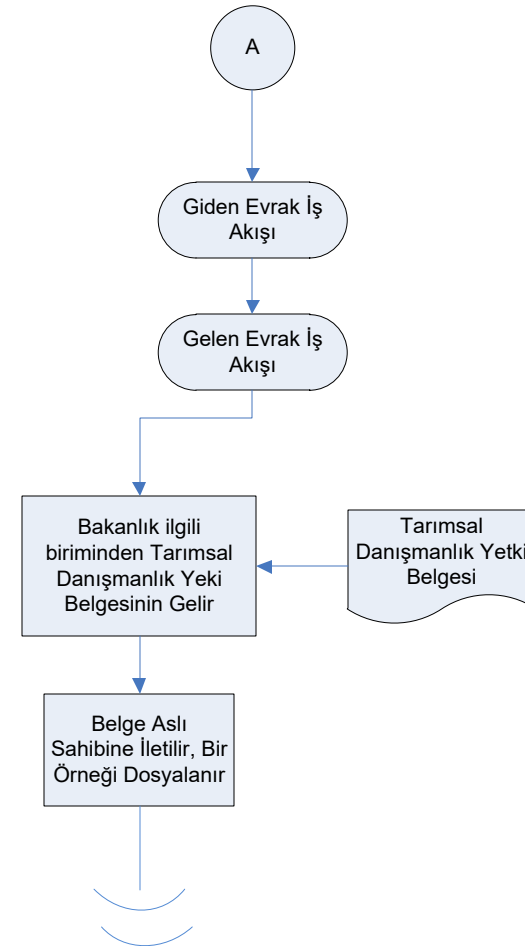 A
Giden Evrak İş
Akışı
Gelen Evrak İş
Akışı
Bakanlık ilgili
biriminden Tarımsal
Danışmanlık Yeki
Belgesinin Gelir
Tarımsal
Danışmanlık Yetki
Belgesi
Belge Aslı
Sahibine İletilir, Bir
Örneği Dosyalanır